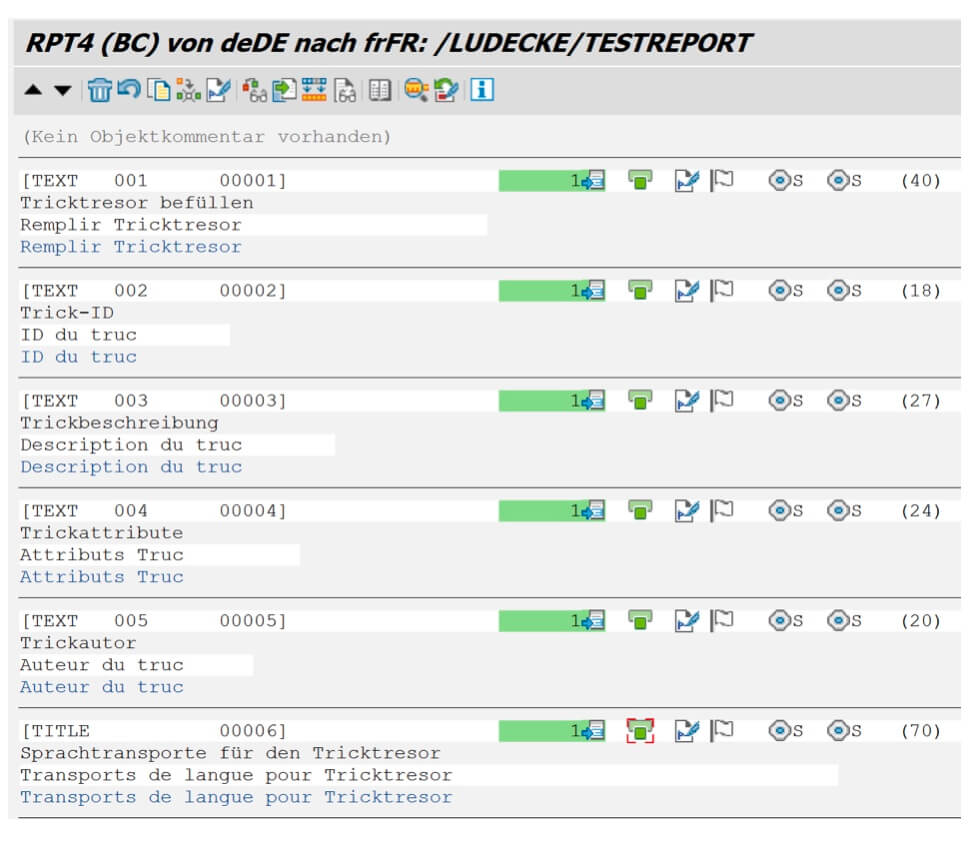 RPT4 (BC) von deDE nach frFR: /LUDECKE/TESTREPORT
(Kein Objektkommentar vorhanden)
[TEXT 001 00001] 1 S S (40)
Tricktresor befüllen
Remplir Tricktresor
Remplir Tricktresor
[TEXT 002 00002] 1 S S (18)
Trick-ID
ID du truc
ID du truc
[TEXT 003 00003] 1 S S (27)
Trickbeschreibung
Description du truc
Description du truc
[TEXT 004 00004] 1 S S (24)
Trickattribute
Attributs Truc
Attributs Truc
[TEXT 005 00005] 1 S S (20)
Trickautor
Auteur du truc
Auteur du truc
[TITLE 00006] 1 S S (70)
Sprachtransporte für den Tricktresor
Transports de langue pour Tricktresor
Transports de langue pour Tricktresor